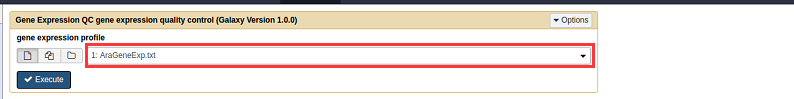 Gene Expression QC gene expression quality control (Galaxy Version 1.0.0)
Options
gene expression profile
1: AraGeneExp.txt
Execute